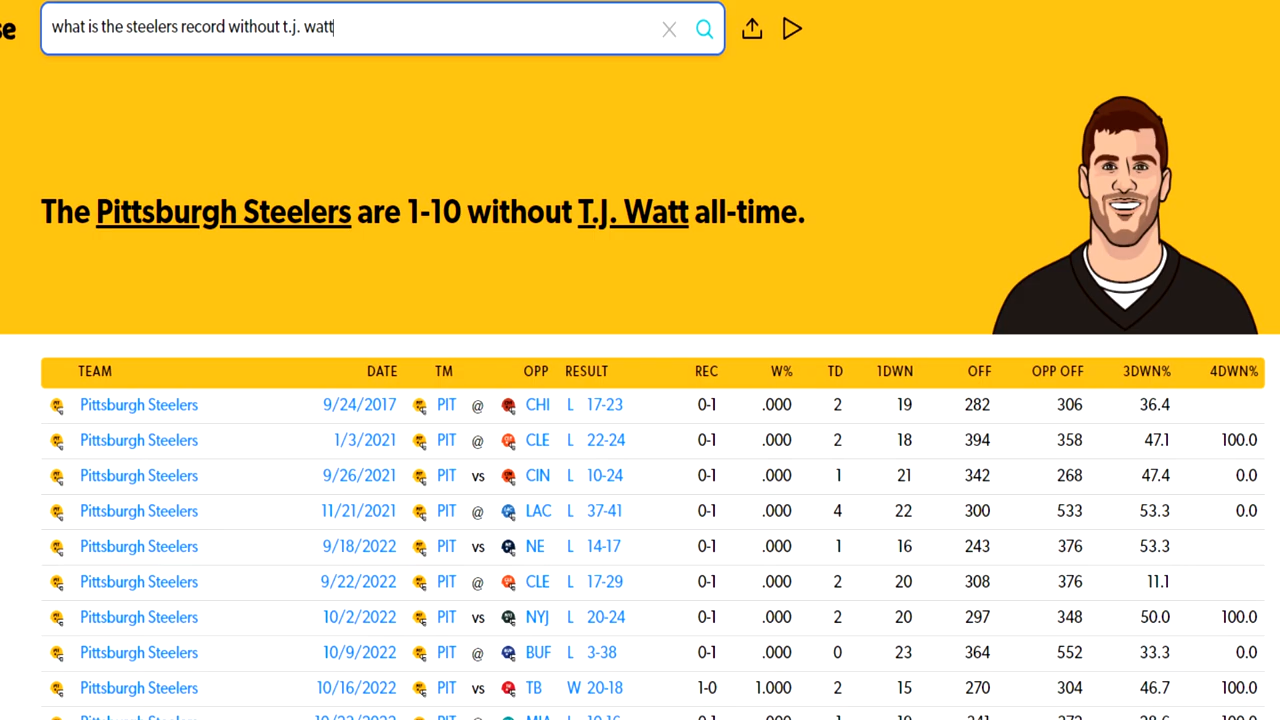 se what is the steelers record without t.j. watt
The Pittsburgh Steelers are 1-10 without T.J. Watt all-time.
TEAM DATE TM OPP RESULT REC W% TD 1DWN OFF OPP OFF 3DWN% 4DWN%
Pittsburgh Steelers 9/24/2017 PIT @ CHI L 17-23 0-1 .000 2 19 282 306 36.4
Pittsburgh Steelers 1/3/2021 PIT @ CLE L 22-24 0-1 .000 2 18 394 358 47.1 100.0
Pittsburgh Steelers 9/26/2021 PIT vs CIN L 10-24 0-1 .000 1 21 342 268 47.4 0.0
Pittsburgh Steelers 11/21/2021 PIT @ LAC L 37-41 0-1 .000 4 22 300 533 53.3 0.0
Pittsburgh Steelers 9/18/2022 PIT vs NE L 14-17 0-1 .000 1 16 243 376 53.3
Pittsburgh Steelers 9/22/2022 PIT @ CLE L 17-29 0-1 .000 2 20 308 376 11.1
Pittsburgh Steelers 10/2/2022 PIT vs NYJ L 20-24 0-1 .000 2 20 297 348 50.0 100.0
Pittsburgh Steelers 10/9/2022 PIT @ BUF L 3-38 0-1 .000 0 23 364 552 33.3 0.0
Pittsburgh Steelers 10/16/2022 PIT vs TB W 20-18 1-0 1.000 2 15 270 304 46.7 100.0